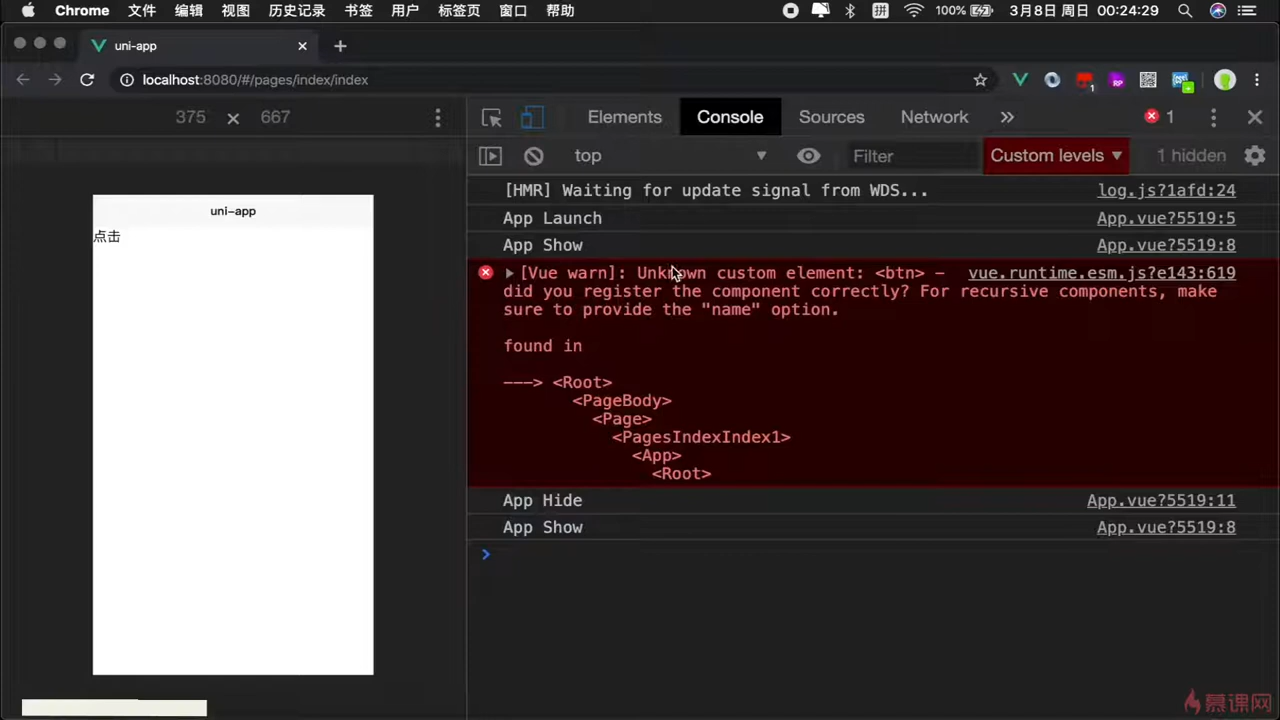 Chrome 文件 编辑 视图 历史记录 书签 用户 标签页 窗口 帮助 拼 100% 3月8日 周日 00:24:29
uni-app
localhost:8080/#/pages/index/index
375 × 667
Elements Console Sources Network » 1
top Filter Custom levels ▼ 1 hidden
[HMR] Waiting for update signal from WDS... log.js?1afd:24
App Launch App.vue?5519:5
App Show App.vue?5519:8
[Vue warn]: Unknown custom element: <btn> – vue.runtime.esm.js?e143:619
did you register the component correctly? For recursive components, make
sure to provide the "name" option.
found in
---> <Root>
<PageBody>
<Page>
<PagesIndexIndex1>
<App>
<Root>
App Hide App.vue?5519:11
App Show App.vue?5519:8
uni-app
点击
慕课网